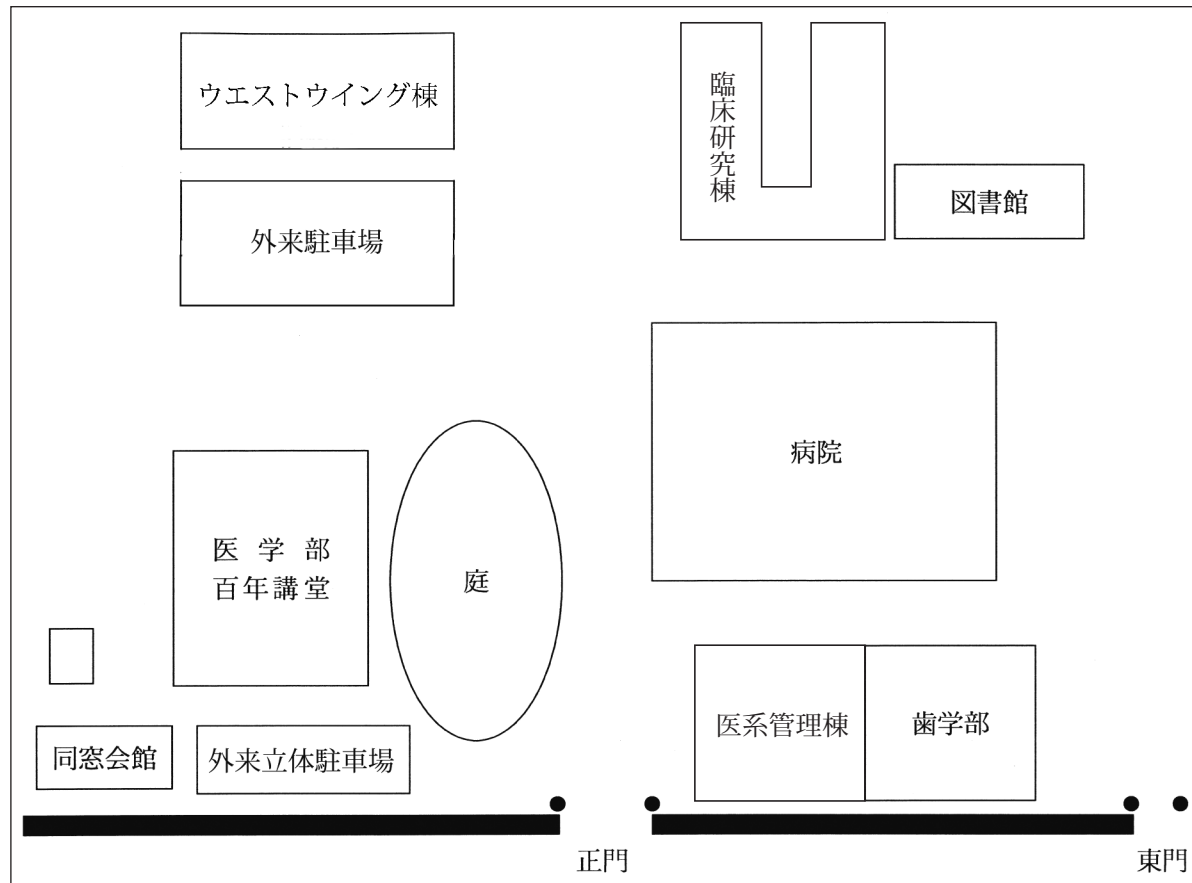 ウエストウイング棟
臨床研究棟
図書館
外来駐車場
病院
医学部
百年講堂
庭
医系管理棟
歯学部
同窓会館
外来立体駐車場
正門
東門